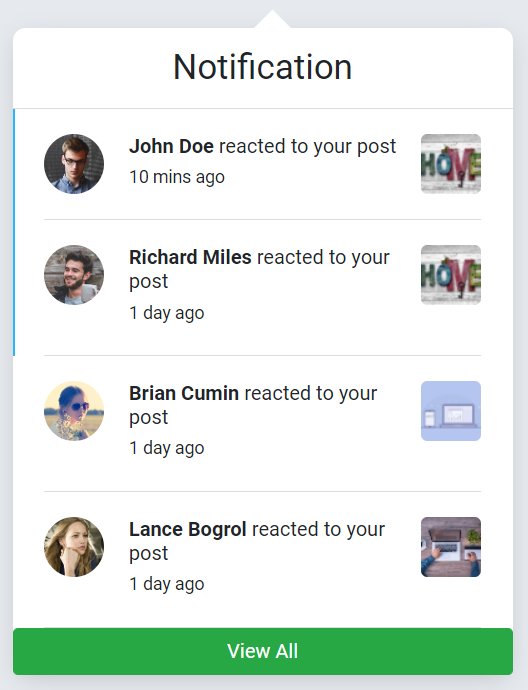 Notification
John Doe reacted to your post
10 mins ago
HOME
Richard Miles reacted to your
post
1 day ago
HOME
Brian Cumin reacted to your
post
1 day ago
Lance Bogrol reacted to your
post
1 day ago
View All